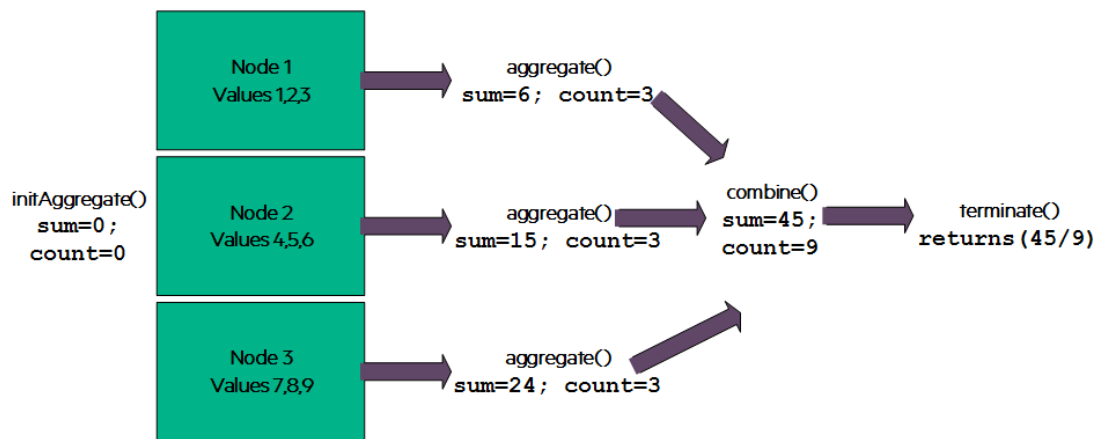 initAggregate()
sum=0;
count=0
Node 1
Values 1,2,3
Node 2
Values 4,5,6
Node 3
Values 7,8,9
aggregate()
sum=6; count=3
aggregate()
sum=15; count=3
aggregate()
sum=24; count=3
combine()
sum=45;
count=9
terminate()
returns(45/9)